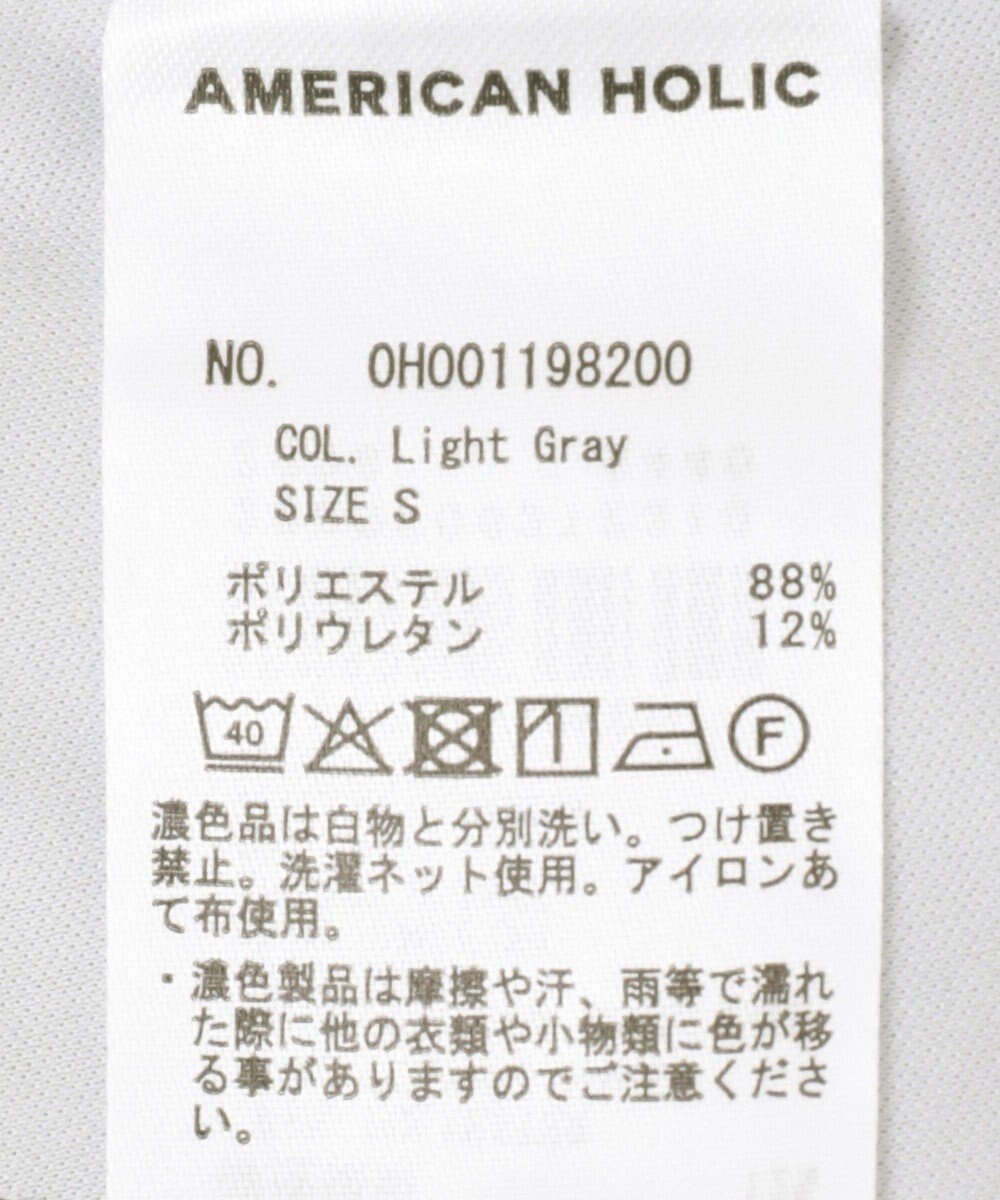 AMERICAN HOLIC
NO. 0H001198200
COL. Light Gray
SIZE S
ポリエステル 88%
ポリウレタン 12%
40 F
濃色品は白物と分別洗い。つけ置き
禁止。洗濯ネット使用。アイロンあ
て布使用。
・濃色製品は摩擦や汗、雨等で濡れ
た際に他の衣類や小物類に色が移
る事がありますのでご注意くださ
い。